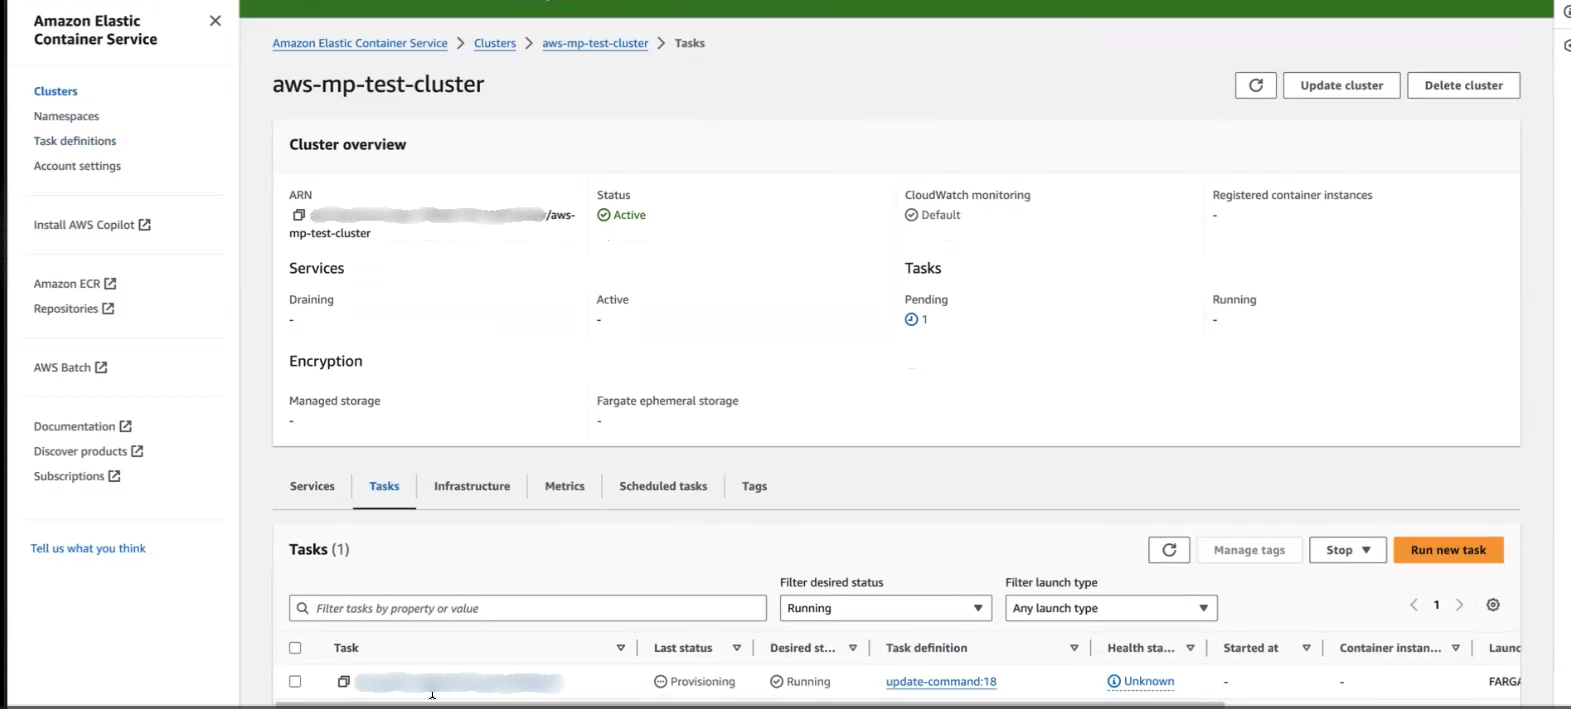 Amazon Elastic
Container Service
Clusters
Namespaces
Task definitions
Account settings
Install AWS Copilot
Amazon ECR
Repositories
AWS Batch
Documentation
Discover products
Subscriptions
Tell us what you think
Amazon Elastic Container Service > Clusters > aws-mp-test-cluster > Tasks
aws-mp-test-cluster
Update cluster
Delete cluster
Cluster overview
ARN
/aws-
mp-test-cluster
Status
Active
CloudWatch monitoring
Default
Registered container instances
-
Services
Tasks
Draining
-
Active
-
Pending
1
Running
-
Encryption
Managed storage
-
Fargate ephemeral storage
-
Services Tasks Infrastructure Metrics Scheduled tasks Tags
Tasks (1)
Manage tags
Stop
Run new task
Filter desired status
Filter launch type
Filter tasks by property or value
Running
Any launch type
1
Task Last status Desired st... Task definition Health sta... Started at Container instan... Launc
Provisioning Running update-command:18 Unknown - - FARGA